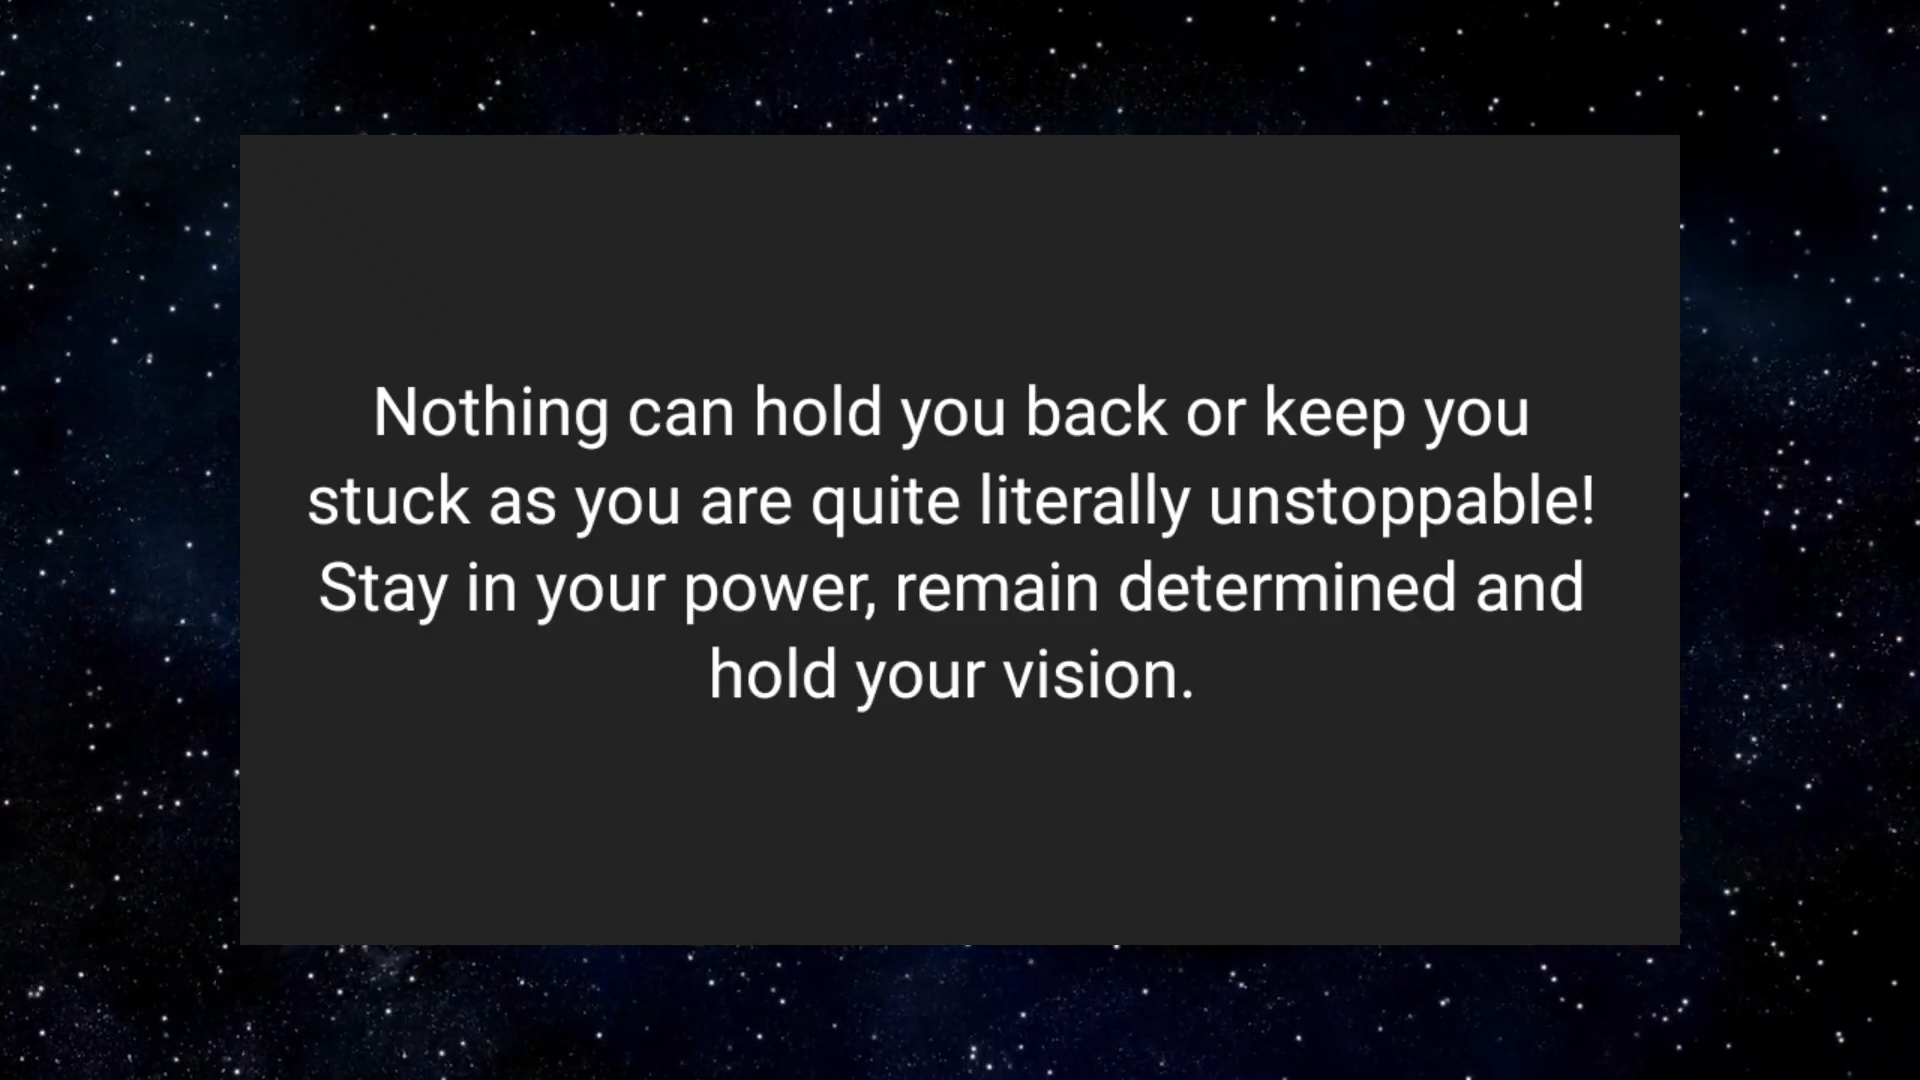 Nothing can hold you back or keep you
stuck as you are quite literally unstoppable!
Stay in your power, remain determined and
hold your vision.